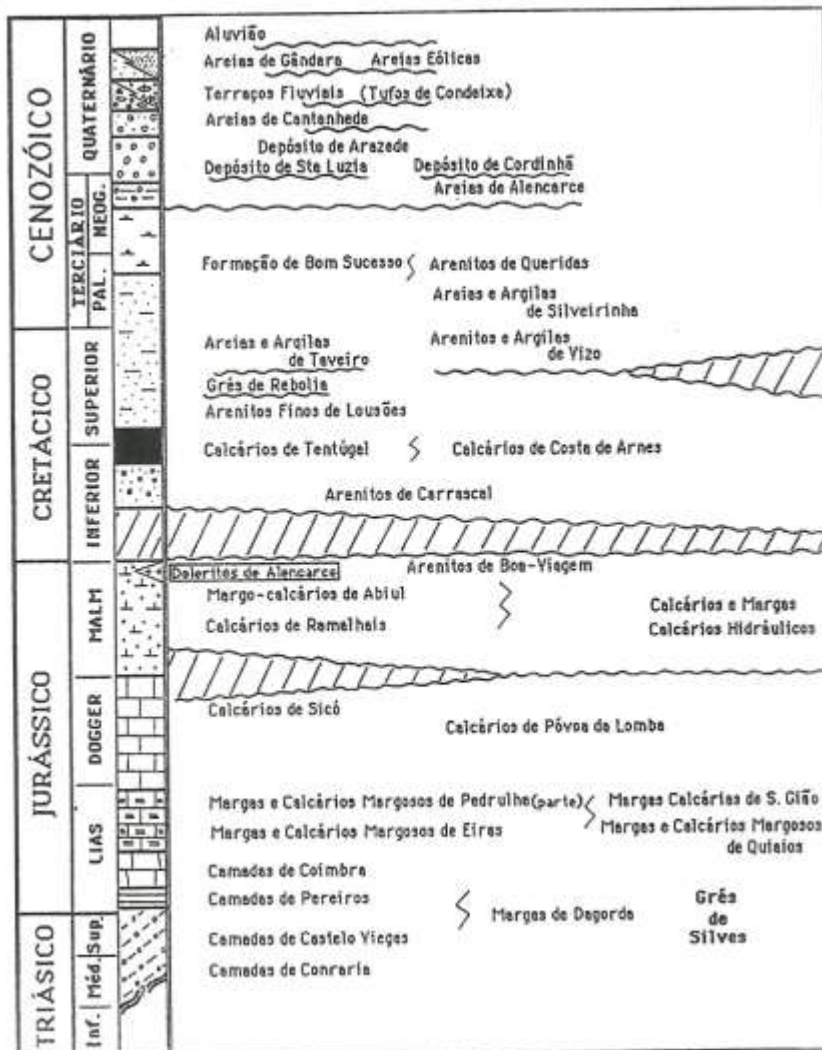 CENOZÓICO
QUATERNÁRIO
TERCIÁRIO
NEOG.
PAL.
CRETÁCICO
SUPERIOR
INFERIOR
JURÁSSICO
MALM
DOGGER
LIAS
TRIÁSICO
Sup.
Méd.
Inf.
Aluvião
Areias de Gândara Areias Eólicas
Terraços Fluviais (Tufos de Condeixa)
Areias de Cantanhede
Depósito de Arazede
Depósito de Sta Luzia Depósito de Cordinhã
Areias de Alencarce
Formação de Bom Sucesso Arenitos de Queridas
Areias e Argilas
de Silveirinha
Areias e Argilas
de Taveiro
Arenitos e Argilas
de Vizo
Grés de Rebolia
Arenitos Finos de Lousões
Calcários de Tentúgal Calcários de Costa de Arnes
Arenitos de Carrascal
Doleritos de Alencarce
Arenitos de Boa-Viagem
Margo-calcários de Abiul
Calcários de Ramalhais
Calcários e Margas
Calcários Hidráulicos
Calcários de Sicó
Calcários de Póvoa da Lomba
Margas e Calcários Margosos de Pedrulha(parte) Margas Calcárias de S. Gião
Margas e Calcários Margosos de Eiras
Margas e Calcários Margosos
de Quiaios
Camadas de Coimbra
Camadas de Pereiros
Margas de Dagorda
Grés
de
Silves
Camadas de Castelo Viegas
Camadas de Conraria